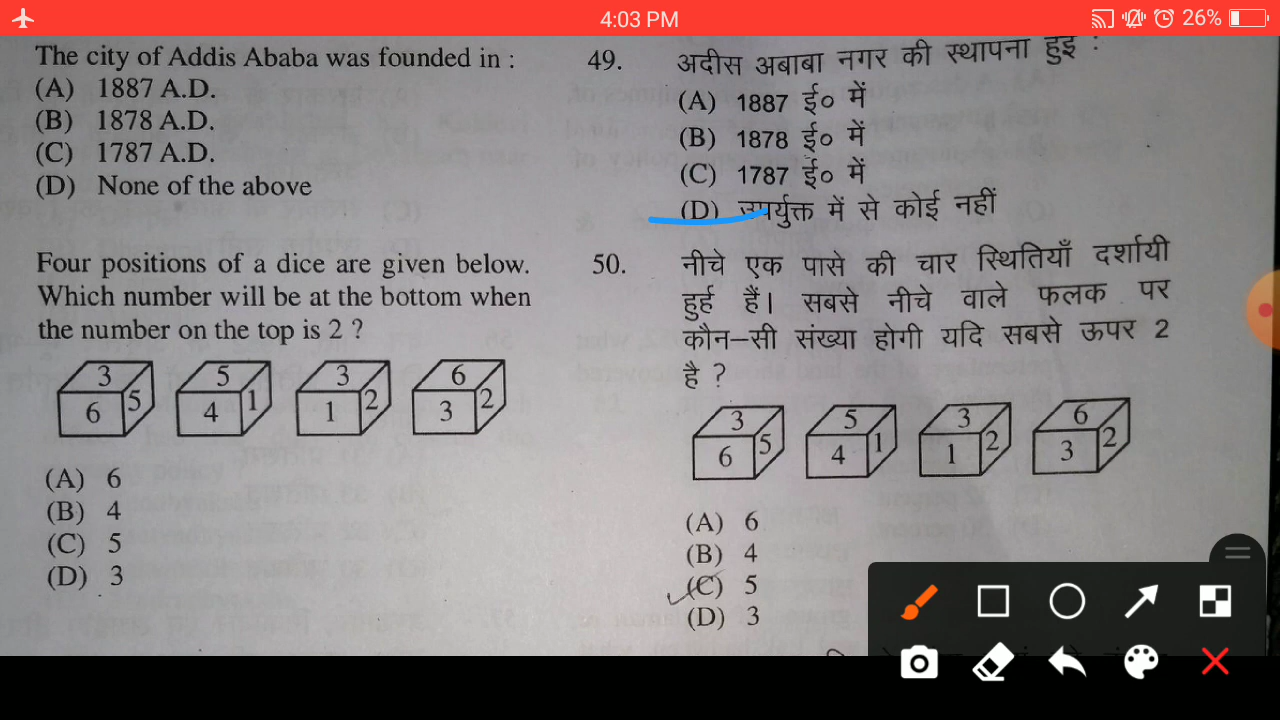 4:03 PM
26%
The city of Addis Ababa was founded in :
(A) 1887 A.D.
(B) 1878 A.D.
(C) 1787 A.D.
(D) None of the above
Four positions of a dice are given below.
Which number will be at the bottom when
the number on the top is 2 ?
3 6 5
5 4 1
3 1 2
6 3 2
(A) 6
(B) 4
(C) 5
(D) 3
49. अदीस अबाबा नगर की स्थापना हुइ :
(A) 1887 ई० में
(B) 1878 ई० में
(C) 1787 ई० में
(D) उपर्युक्त में से कोई नहीं
50. नीचे एक पासे की चार स्थितियाँ दर्शायी
हुई हैं। सबसे नीचे वाले फलक पर
कौन–सी संख्या होगी यदि सबसे ऊपर 2
है ?
3 6 5
5 4 1
3 1 2
6 3 2
(A) 6
(B) 4
(C) 5
(D) 3